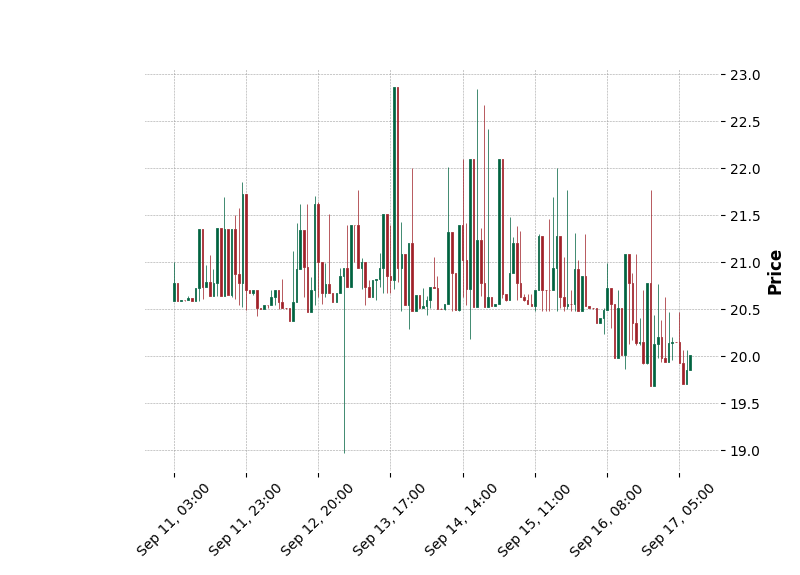 23.0
22.5
22.0
21.5
21.0
20.5
20.0
19.5
19.0
Price
Sep 11, 03:00
Sep 11, 23:00
Sep 12, 20:00
Sep 13, 17:00
Sep 14, 14:00
Sep 15, 11:00
Sep 16, 08:00
Sep 17, 05:00